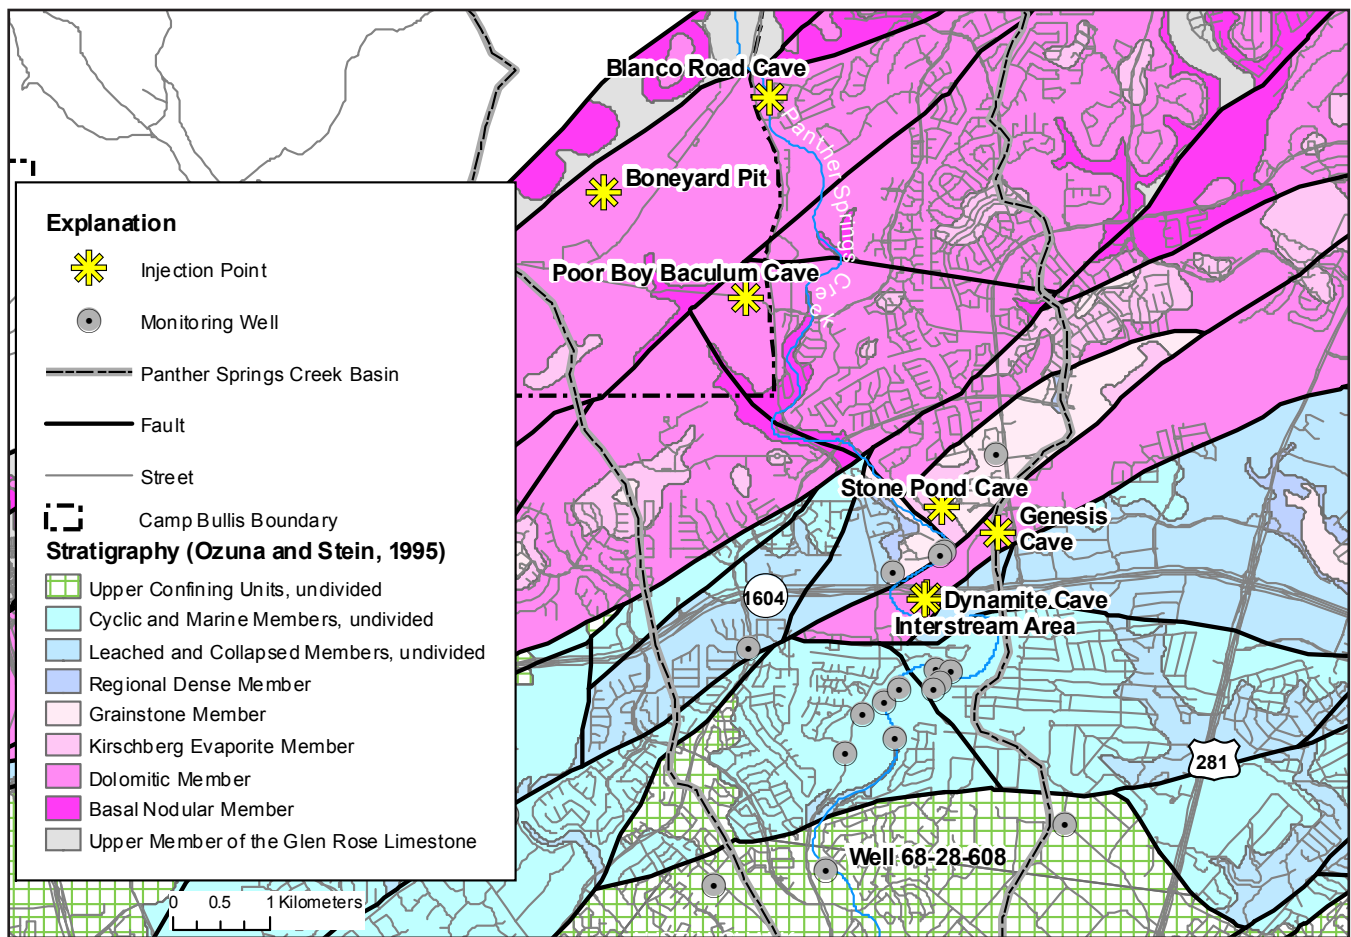 Blanco Road Cave
Panther Springs Creek
Boneyard Pit
Poor Boy Baculum Cave
Explanation
Injection Point
Monitoring Well
Panther Springs Creek Basin
Fault
Street
Camp Bullis Boundary
Stratigraphy (Ozuna and Stein, 1995)
Upper Confining Units, undivided
Cyclic and Marine Members, undivided
Leached and Collapsed Members, undivided
Regional Dense Member
Grainstone Member
Kirschberg Evaporite Member
Dolomitic Member
Basal Nodular Member
Upper Member of the Glen Rose Limestone
0 0.5 1 Kilometers
Stone Pond Cave
Genesis
Cave
1604
Dynamite Cave
Interstream Area
281
Well 68-28-608